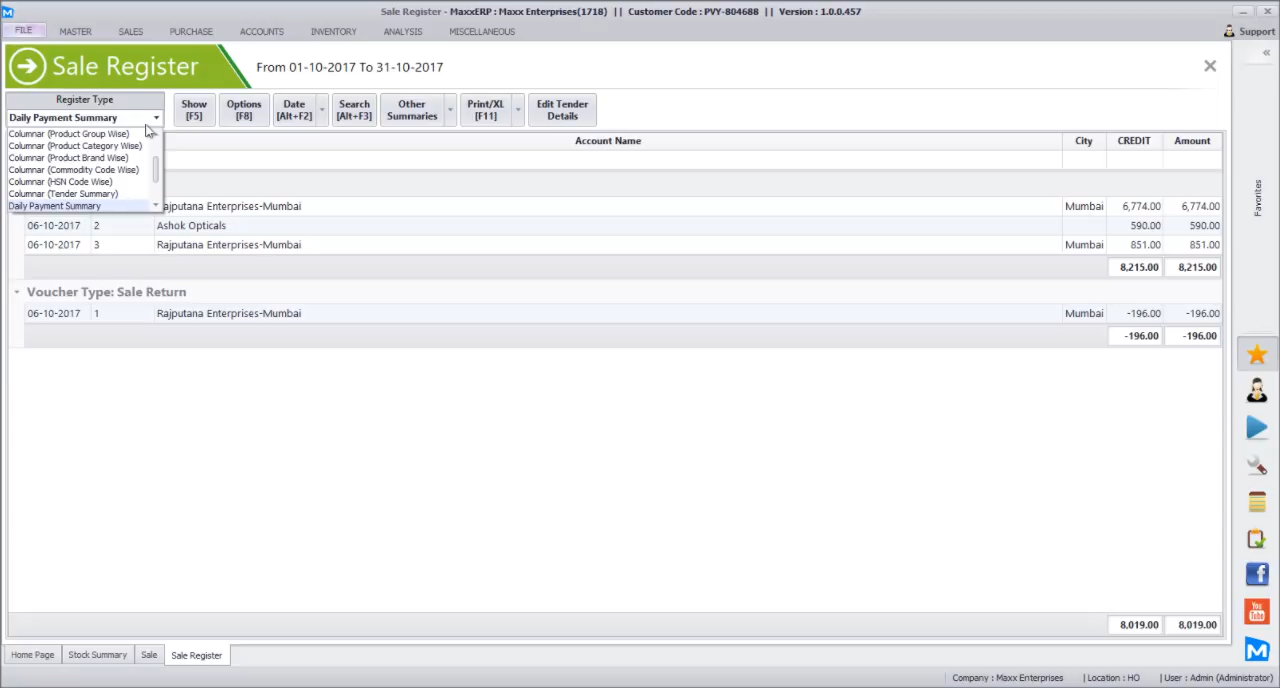 Sale Register - MaxxERP : Maxx Enterprises(1718)   ||   Customer Code : PVY-804688   ||   Version : 1.0.0.457
FILE MASTER SALES PURCHASE ACCOUNTS INVENTORY ANALYSIS MISCELLANEOUS Support
Sale Register From 01-10-2017 To 31-10-2017
Register Type
Daily Payment Summary
Show [F5]
Options [F8]
Date [Alt+F2]
Search [Alt+F3]
Other Summaries
Print/XL [F11]
Edit Tender Details
Columnar (Product Group Wise)
Columnar (Product Category Wise)
Columnar (Product Brand Wise)
Columnar (Commodity Code Wise)
Columnar (HSN Code Wise)
Columnar (Tender Summary)
Daily Payment Summary
Account Name City CREDIT Amount
ajputana Enterprises-Mumbai Mumbai 6,774.00 6,774.00
06-10-2017 2 Ashok Opticals 590.00 590.00
06-10-2017 3 Rajputana Enterprises-Mumbai Mumbai 851.00 851.00
8,215.00 8,215.00
Voucher Type: Sale Return
06-10-2017 1 Rajputana Enterprises-Mumbai Mumbai -196.00 -196.00
-196.00 -196.00
8,019.00 8,019.00
Favorites
You Tube
Home Page Stock Summary Sale Sale Register
Company : Maxx Enterprises | Location : HO | User : Admin (Administrator)